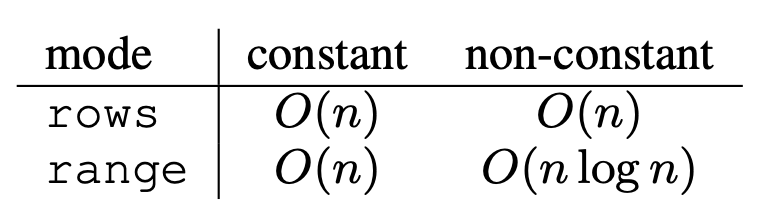 mode constant non-constant
rows O(n) O(n)
range O(n) O(n log n)